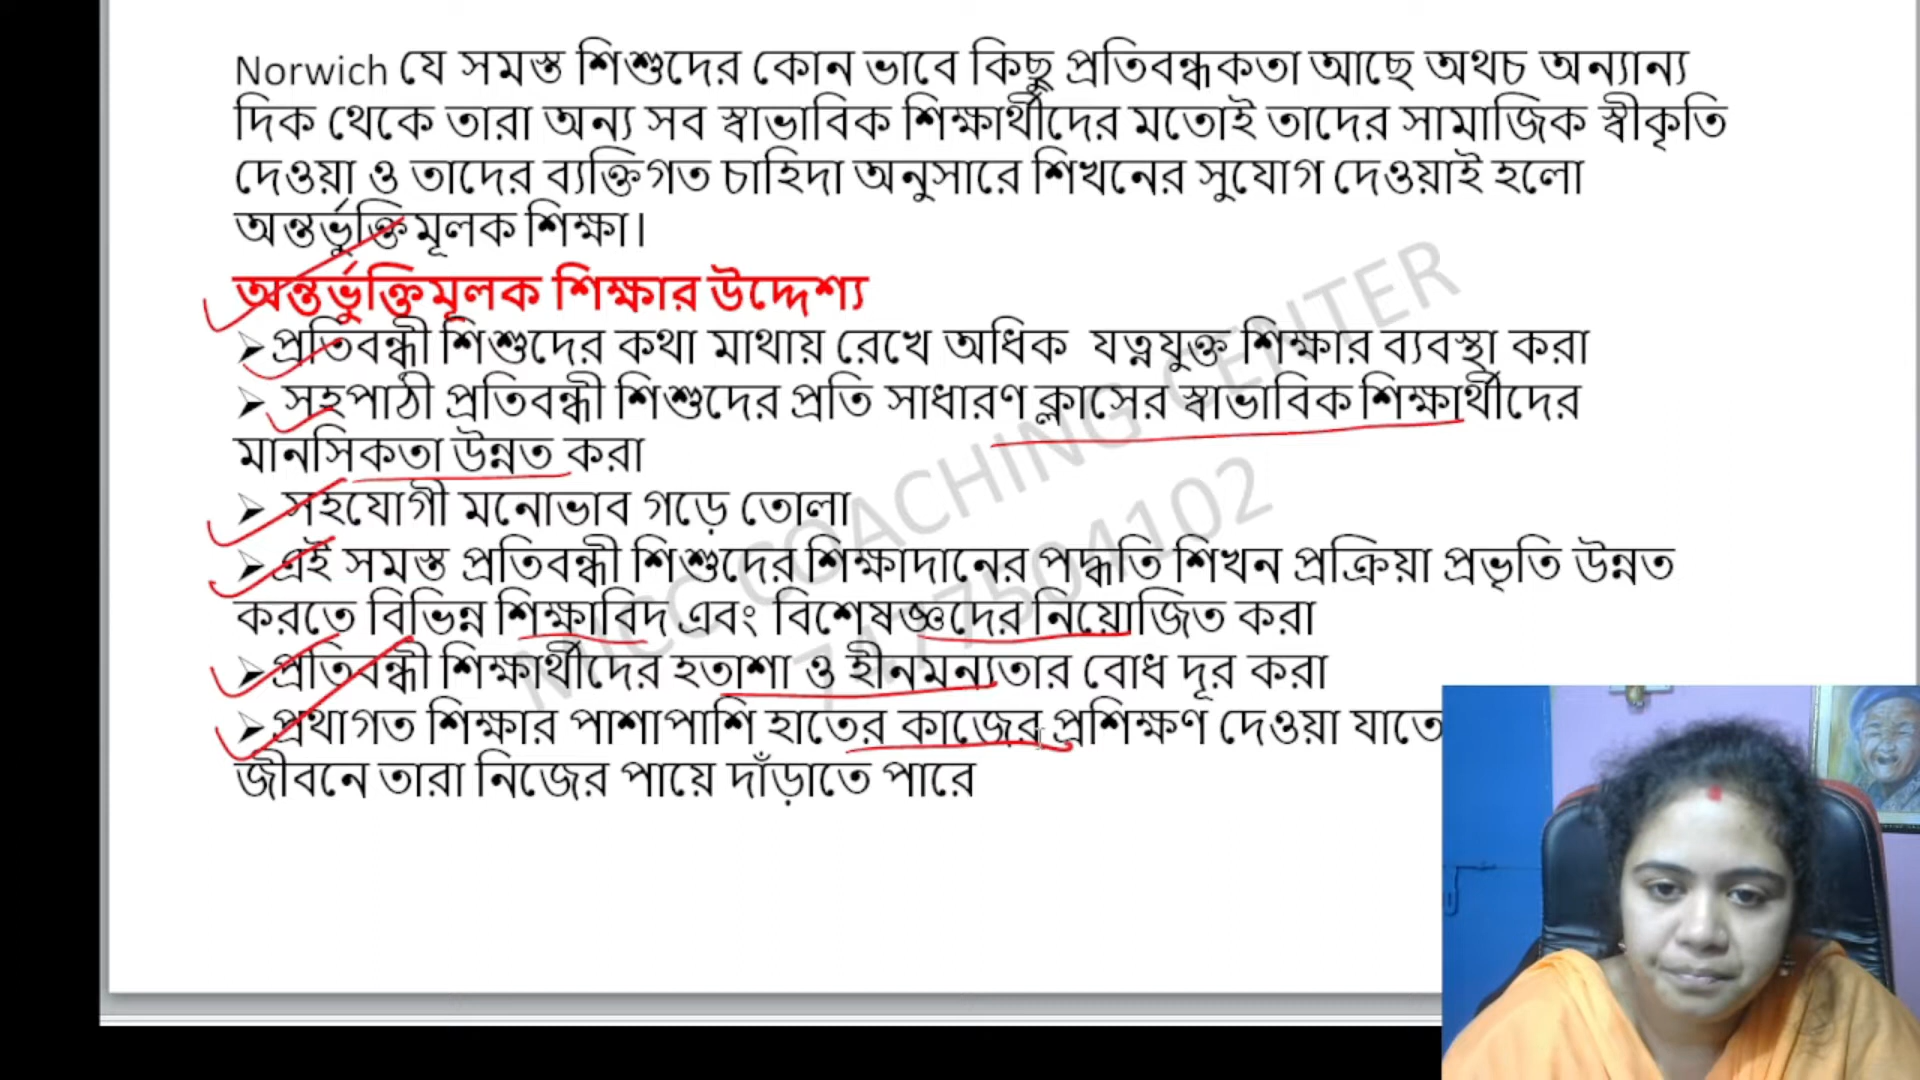 Norwich যে সমস্ত শিশুদের কোন ভাবে কিছু প্রতিবন্ধকতা আছে অথচ অন্যান্য
দিক থেকে তারা অন্য সব স্বাভাবিক শিক্ষার্থীদের মতোই তাদের সামাজিক স্বীকৃতি
দেওয়া ও তাদের ব্যক্তিগত চাহিদা অনুসারে শিখনের সুযোগ দেওয়াই হলো
অন্তর্ভুক্তিমূলক শিক্ষা।
অন্তর্ভুক্তিমূলক শিক্ষার উদ্দেশ্য
➢প্রতিবন্ধী শিশুদের কথা মাথায় রেখে অধিক যত্নযুক্ত শিক্ষার ব্যবস্থা করা
➢ সহপাঠী প্রতিবন্ধী শিশুদের প্রতি সাধারণ ক্লাসের স্বাভাবিক শিক্ষার্থীদের
মানসিকতা উন্নত করা
➢ সহযোগী মনোভাব গড়ে তোলা
➢এই সমস্ত প্রতিবন্ধী শিশুদের শিক্ষাদানের পদ্ধতি শিখন প্রক্রিয়া প্রভৃতি উন্নত
করতে বিভিন্ন শিক্ষাবিদ এবং বিশেষজ্ঞদের নিয়োজিত করা
➢প্রতিবন্ধী শিক্ষার্থীদের হতাশা ও হীনমন্যতার বোধ দূর করা
➢প্রথাগত শিক্ষার পাশাপাশি হাতের কাজের প্রশিক্ষণ দেওয়া যাতে
জীবনে তারা নিজের পায়ে দাঁড়াতে পারে
COACHING CENTER
7477504102